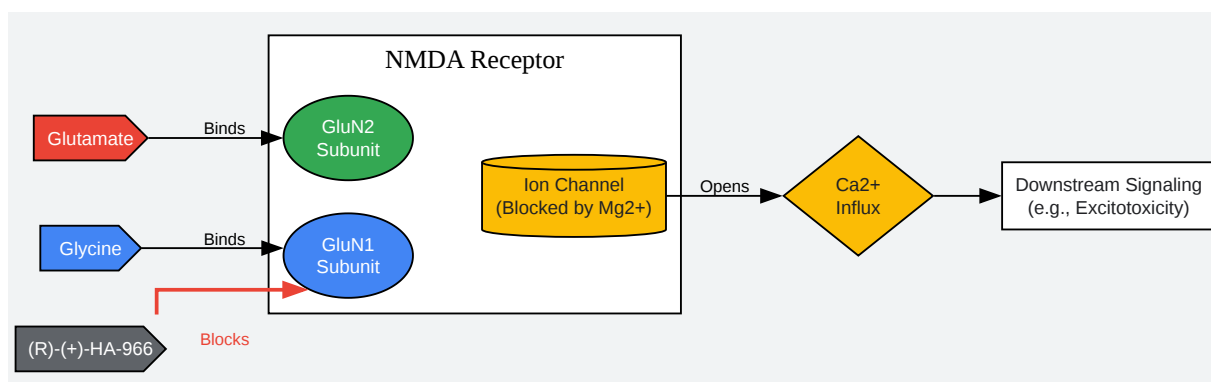 NMDA Receptor
Glutamate
Binds
GluN2
Subunit
Ion Channel
(Blocked by Mg2+)
Opens
Ca2+
Influx
Downstream Signaling
(e.g., Excitotoxicity)
Glycine
Binds
GluN1
Subunit
(R)-(+)-HA-966
Blocks